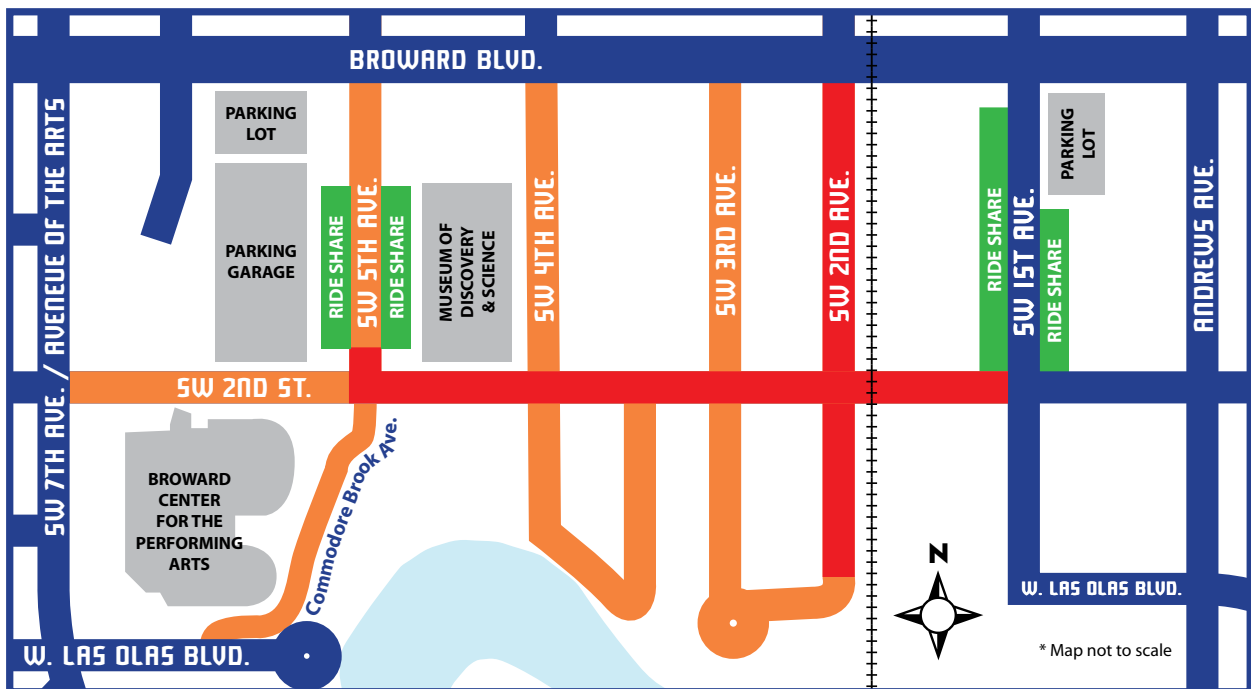 BROWARD BLVD.
PARKING
LOT
PARKING
GARAGE
RIDE SHARE
SW 5TH AVE.
RIDE SHARE
MUSEUM OF
DISCOVERY
& SCIENCE
SW 4TH AVE.
SW 3RD AVE.
SW 2ND AVE.
RIDE SHARE
SW 1ST AVE.
PARKING
LOT
RIDE SHARE
ANDREWS AVE.
SW 7TH AVE. / AVENEUE OF THE ARTS
SW 2ND ST.
BROWARD
CENTER
FOR THE
PERFORMING
ARTS
Commodore Brook Ave.
N
W. LAS OLAS BLVD.
W. LAS OLAS BLVD.
* Map not to scale